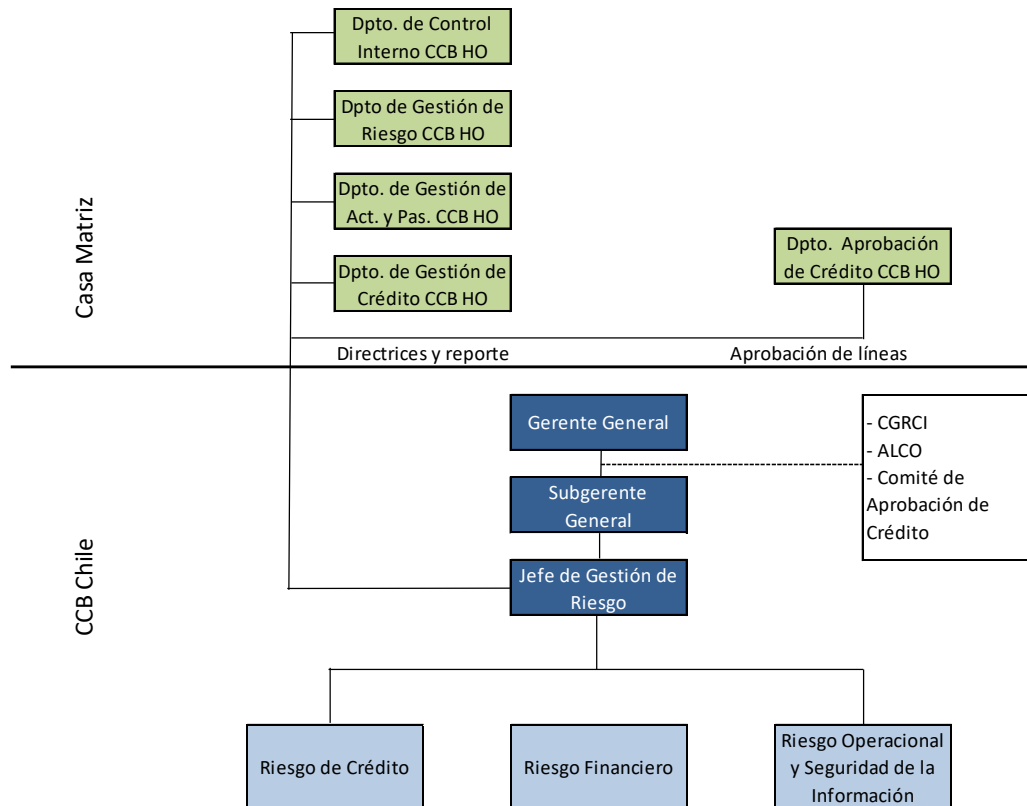 Dpto. de Control
Interno CCB HO
Dpto de Gestión de
Riesgo CCB HO
Dpto. de Gestión de
Act. y Pas. CCB HO
Dpto. de Gestión de
Crédito CCB HO
Dpto. Aprobación
de Crédito CCB HO
Casa Matriz
Directrices y reporte
Aprobación de líneas
Gerente General
- CGRCI
- ALCO
- Comité de
Aprobación de
Crédito
Subgerente
General
CCB Chile
Jefe de Gestión de
Riesgo
Riesgo de Crédito
Riesgo Financiero
Riesgo Operacional
y Seguridad de la
Información